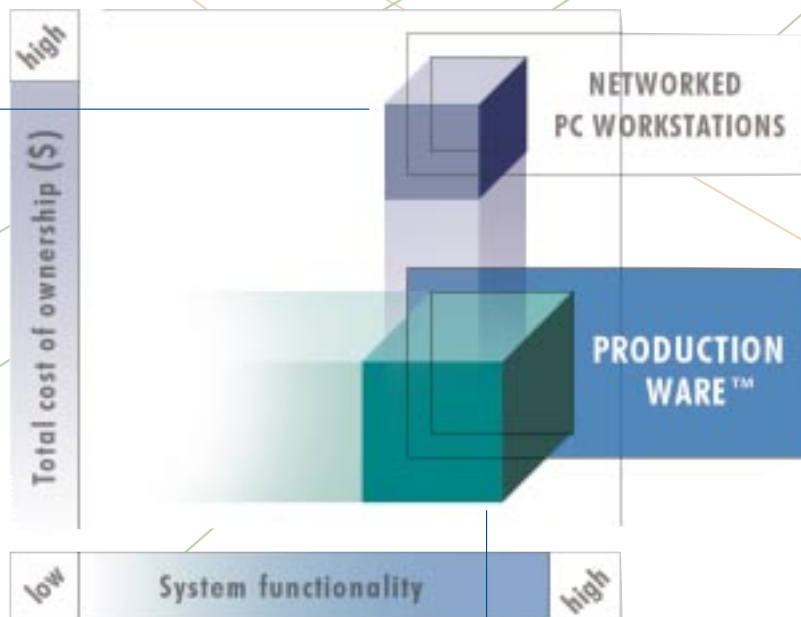 high
Total cost of ownership ($)
NETWORKED
PC WORKSTATIONS
PRODUCTION
WARE™
low
System functionality
high